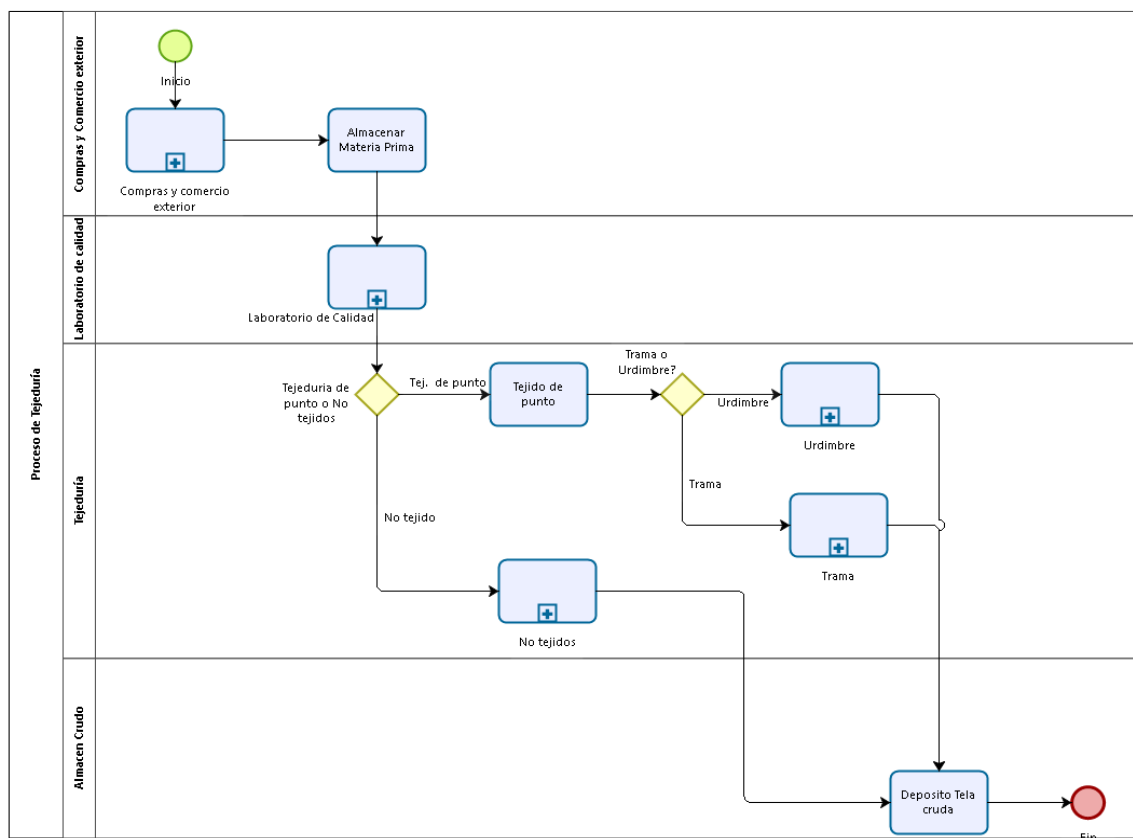 Proceso de Tejeduría
Compras y Comercio exterior
Inicio
Almacenar
Materia Prima
Compras y comercio
exterior
Laboratorio de calidad
Laboratorio de Calidad
Tejeduría
Tejeduria de
punto o No
tejidos
Tej. de punto
Tejido de
punto
Trama o
Urdimbre?
Urdimbre
Urdimbre
Trama
Trama
No tejido
No tejidos
Almacen Crudo
Deposito Tela
cruda
Fin